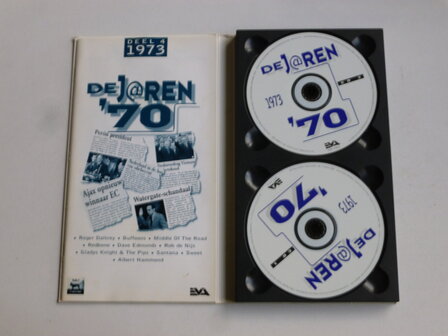 DEEL 4
1973
DE J@REN
'70
Perón president
Ajax opnieuw
winnaar EC
Watergate-schandaal
• Roger Daltrey • Buffoons • Middle Of The Road
• Redbone • Dave Edmunds • Rob de Nijs
• Gladys Knight & The Pips • Santana • Sweet
• Albert Hammond
EVA
DE J@REN
1973
'70
EVA
DE J@REN
1973
'70
EVA